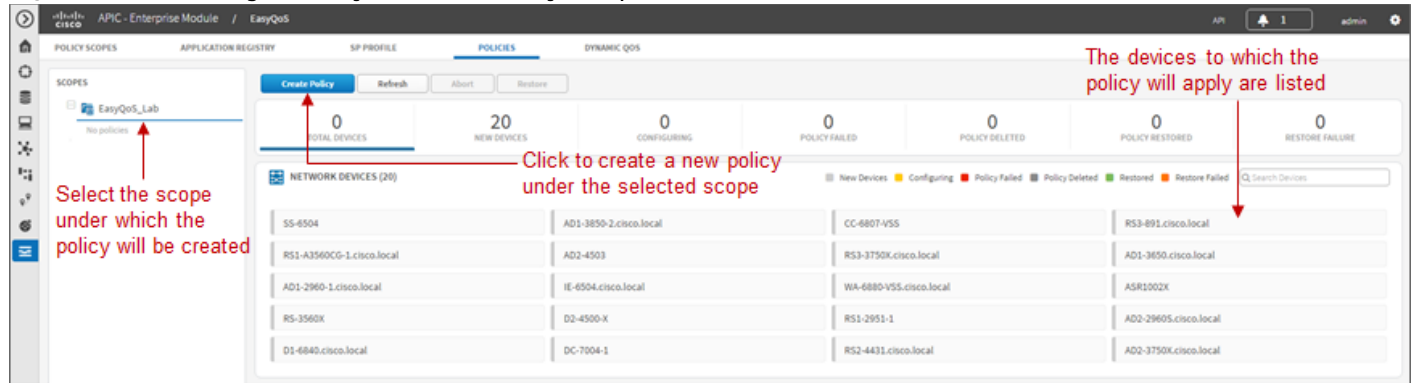 cisco APIC - Enterprise Module / EasyQoS API 1 admin
POLICY SCOPES APPLICATION REGISTRY SP PROFILE POLICIES DYNAMIC QOS
The devices to which the
policy will apply are listed
SCOPES
EasyQoS_Lab
No policies
Select the scope
under which the
policy will be created
Create Policy Refresh Abort Restore
0 20 0 0 0 0 0
TOTAL DEVICES NEW DEVICES CONFIGURING POLICY FAILED POLICY DELETED POLICY RESTORED RESTORE FAILURE
Click to create a new policy
under the selected scope
NETWORK DEVICES (20) New Devices Configuring Policy Failed Policy Deleted Restored Restore Failed Search Devices
SS-6504 AD1-3850-2.cisco.local CC-6807-VSS RS3-891.cisco.local
RS1-A3560CG-1.cisco.local AD2-4503 RS3-3750X.cisco.local AD1-3650.cisco.local
AD1-2960-1.cisco.local IE-6504.cisco.local WA-6880-VSS.cisco.local ASR1002X
RS-3560X D2-4500-X RS1-2951-1 AD2-2960S.cisco.local
D1-6840.cisco.local DC-7004-1 RS2-4431.cisco.local AD2-3750X.cisco.local